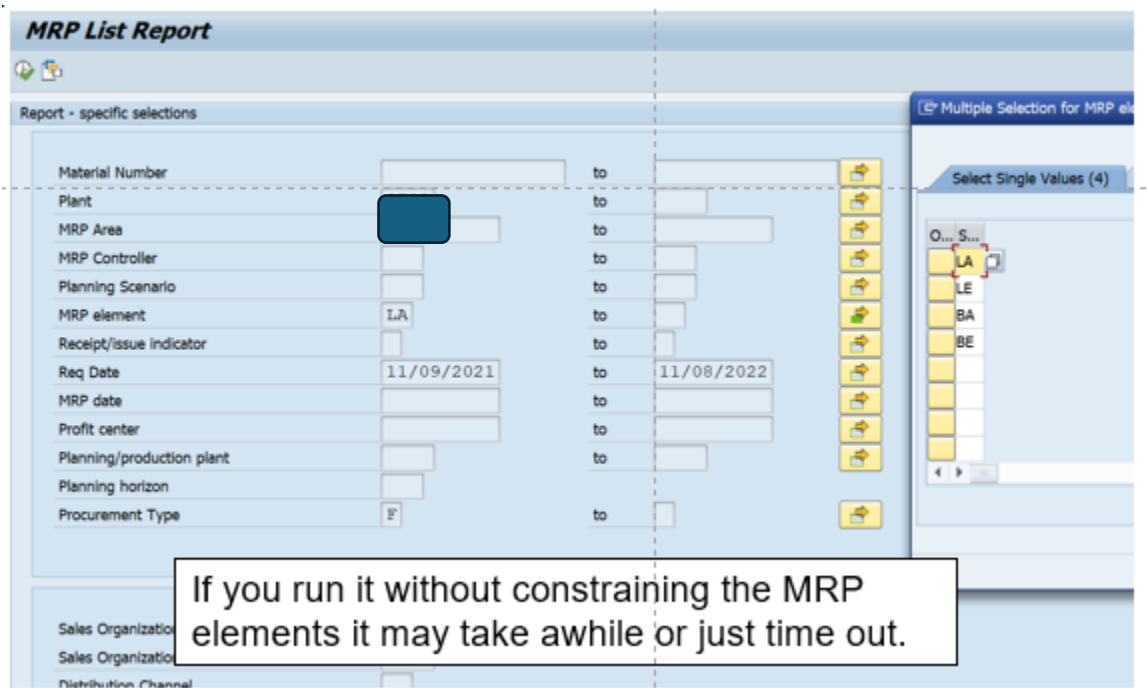 MRP List Report
Report - specific selections
Multiple Selection for MRP ele
Material Number to
Plant to
MRP Area to
MRP Controller to
Planning Scenario to
MRP element LA to
Receipt/issue indicator to
Req Date 11/09/2021 to 11/08/2022
MRP date to
Profit center to
Planning/production plant to
Planning horizon
Procurement Type F to
Select Single Values (4)
O... S...
LA
LE
BA
BE
If you run it without constraining the MRP
elements it may take awhile or just time out.
Sales Organizatio
Sales Organizatio
Distribution Channel